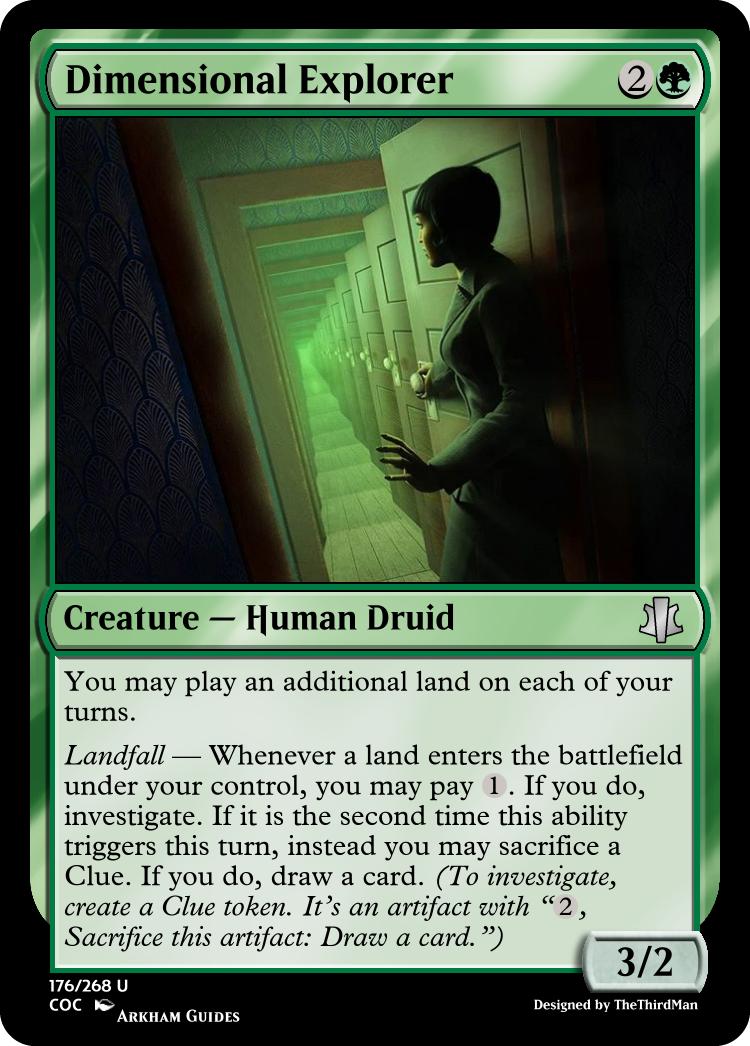 Dimensional Explorer 2
Creature — Human Druid
You may play an additional land on each of your
turns.
Landfall — Whenever a land enters the battlefield
under your control, you may pay 1. If you do,
investigate. If it is the second time this ability
triggers this turn, instead you may sacrifice a
Clue. If you do, draw a card. (To investigate,
create a Clue token. It's an artifact with “2,
Sacrifice this artifact: Draw a card.”)
3/2
176/268 U
COC Arkham Guides
Designed by TheThirdMan